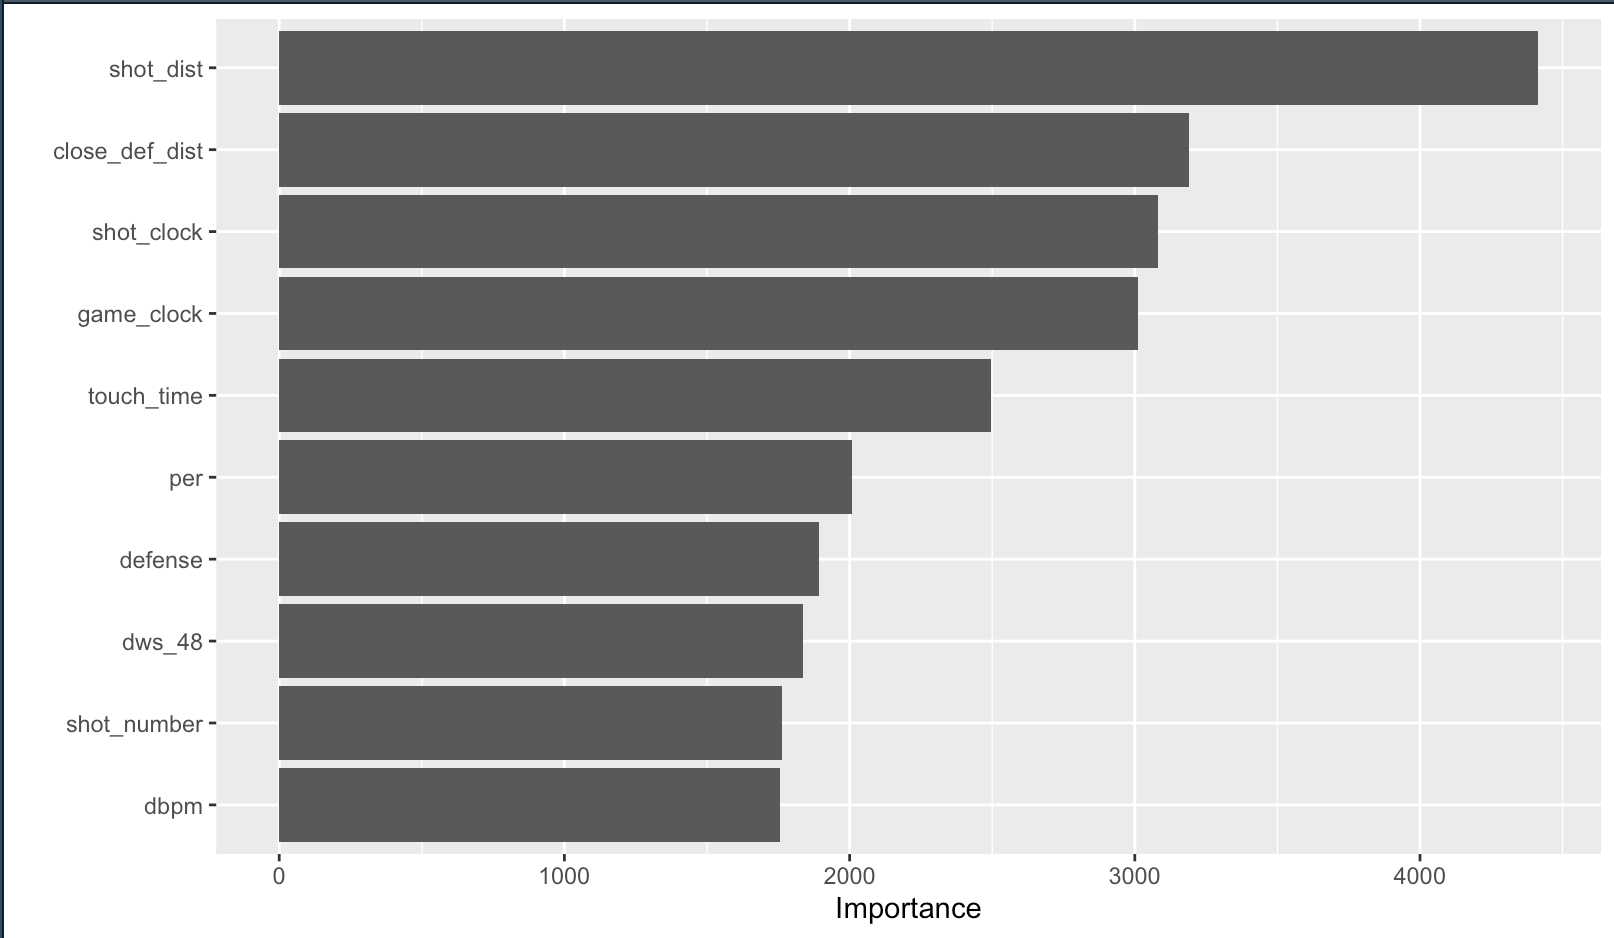 shot_dist
close_def_dist
shot_clock
game_clock
touch_time
per
defense
dws_48
shot_number
dbpm
0 1000 2000 3000 4000
Importance